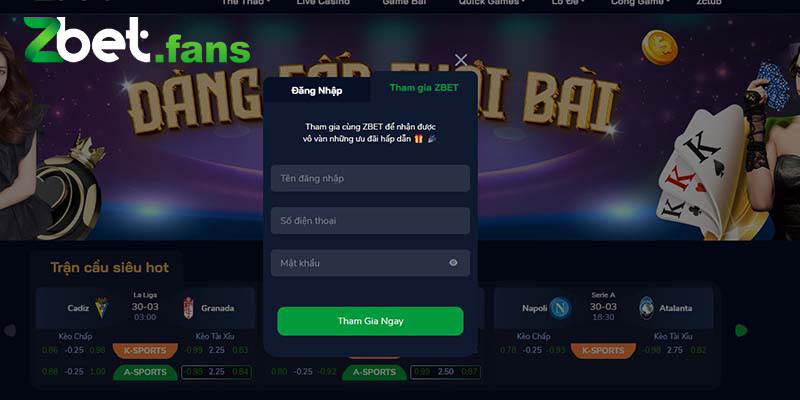 Thể Thao Live Casino Game Bài Quick Games Lô Đề Cổng Game Zclub
Zbet.fans
ĐẲNG CẤP CHƠI BÀI
Đăng Nhập Tham gia ZBET
Tham gia cùng ZBET để nhận được
vô vàn những ưu đãi hấp dẫn
Tên đăng nhập
Số điện thoại
Mật khẩu
Tham Gia Ngay
K K K
Trận cầu siêu hot
La Liga
Cadiz 30-03 Granada
03:00
Kèo Chấp Kèo Tài Xỉu
0.86 -0.25 0.98 K-SPORTS -0.99 2.25 0.83
0.88 -0.25 1.00 A-SPORTS -0.98 2.25 0.84
0.80 -0.25 -0.92 A-SPORTS 0.99 2.50 0.87
Serie A
Napoli 30-03 Atalanta
18:30
Kèo Chấp Kèo Tài Xỉu
0.78 -0.25 -0.93 K-SPORTS -0.98 2.75 0.82